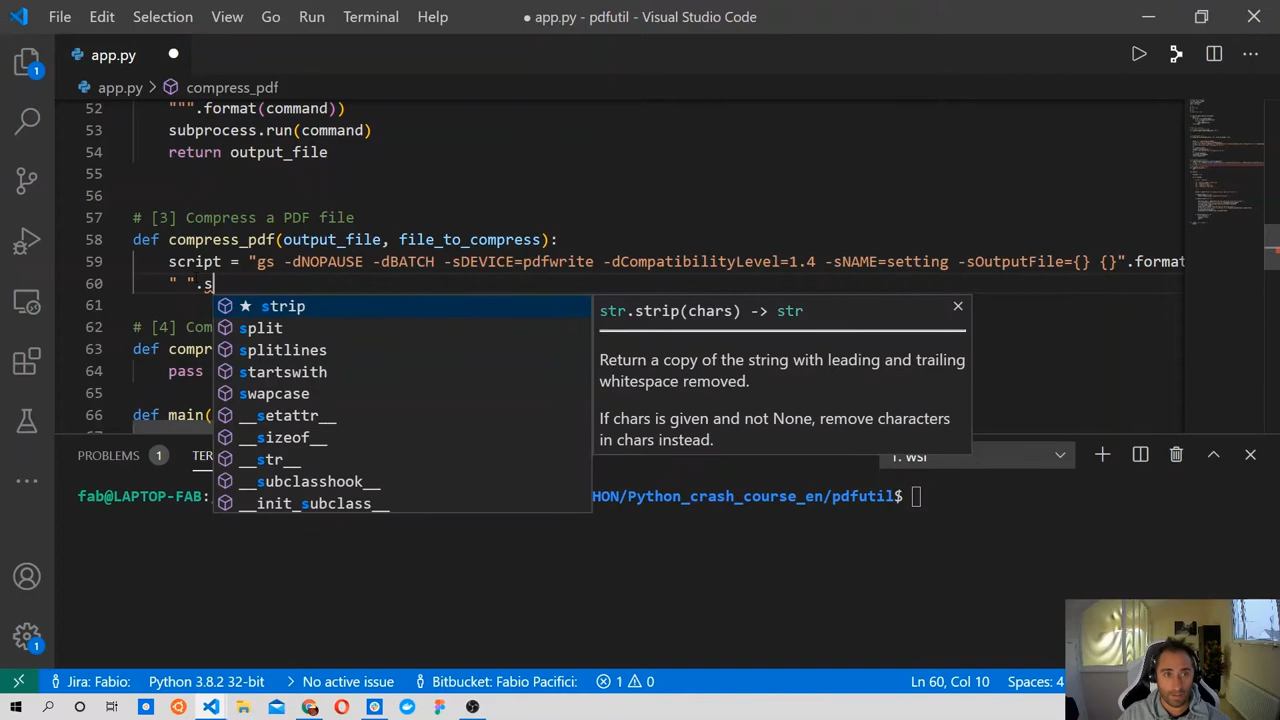 File Edit Selection View Go Run Terminal Help
● app.py - pdfutil - Visual Studio Code
app.py
app.py > compress_pdf
52 """.format(command))
53 subprocess.run(command)
54 return output_file
55
56
57 # [3] Compress a PDF file
58 def compress_pdf(output_file, file_to_compress):
59 script = "gs -dNOPAUSE -dBATCH -sDEVICE=pdfwrite -dCompatibilityLevel=1.4 -sNAME=setting -sOutputFile={} {}".format
60 " ".s
61
62 # [4] Co
63 def compr
64 pass
65
66 def main(
★ strip
split
splitlines
startswith
swapcase
__setattr__
__sizeof__
__str__
__subclasshook__
__init_subclass__
str.strip(chars) -> str
Return a copy of the string with leading and trailing
whitespace removed.
If chars is given and not None, remove characters
in chars instead.
PROBLEMS 1 TER
1: wsl
fab@LAPTOP-FAB: HON/Python_crash_course_en/pdfutil$
1
1
Jira: Fabio: Python 3.8.2 32-bit No active issue Bitbucket: Fabio Pacifici: 1 0 Ln 60, Col 10 Spaces: 4